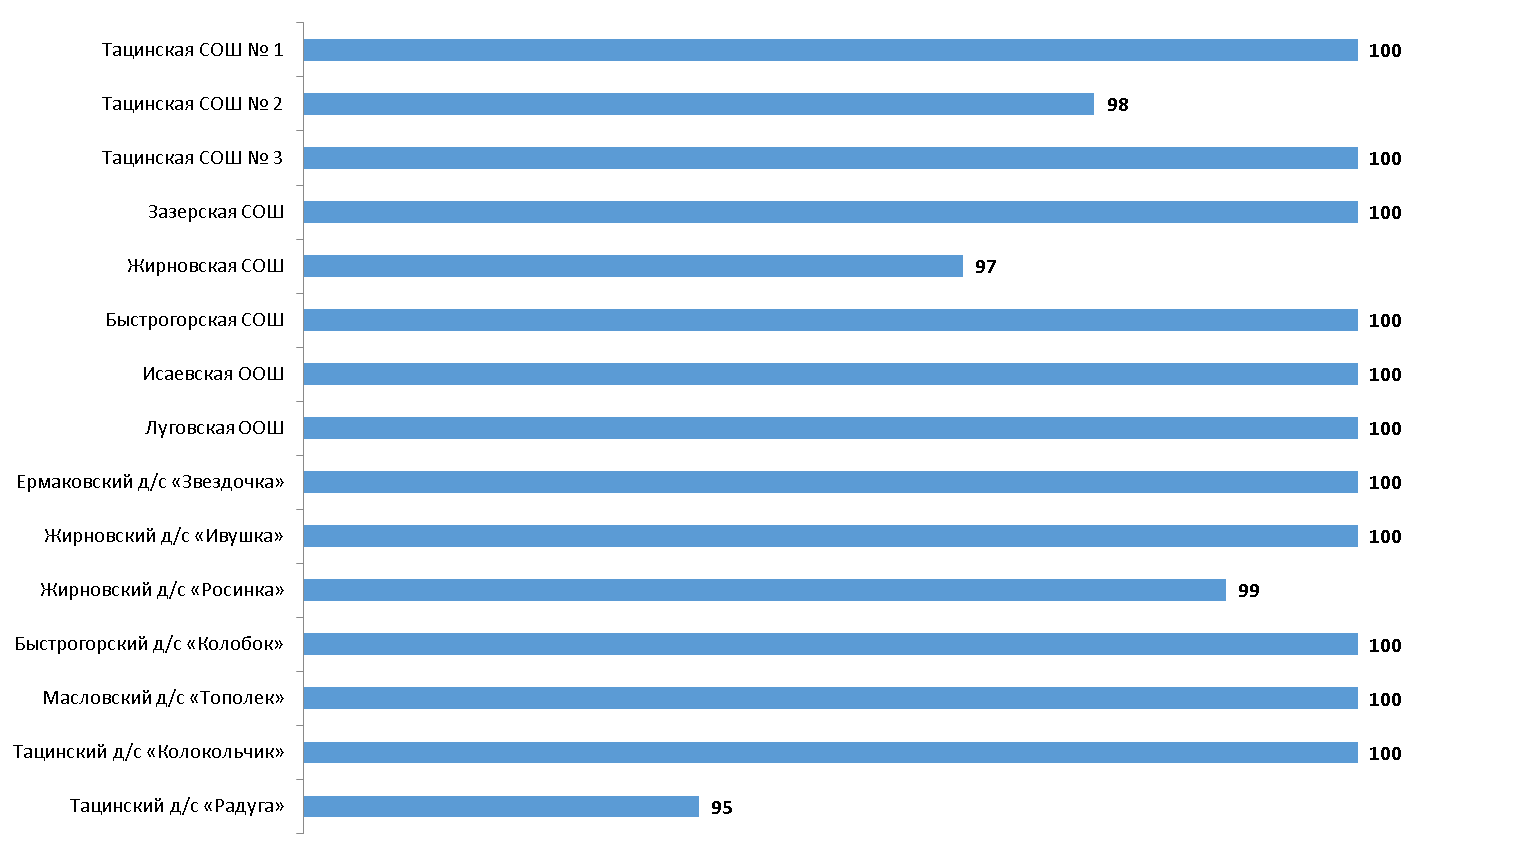 Тацинская СОШ № 1 100
Тацинская СОШ № 2 98
Тацинская СОШ № 3 100
Зазерская СОШ 100
Жирновская СОШ 97
Быстрогорская СОШ 100
Исаевская ООШ 100
Луговская ООШ 100
Ермаковский д/с «Звездочка» 100
Жирновский д/с «Ивушка» 100
Жирновский д/с «Росинка» 99
Быстрогорский д/с «Колобок» 100
Масловский д/с «Тополек» 100
Тацинский д/с «Колокольчик» 100
Тацинский д/с «Радуга» 95